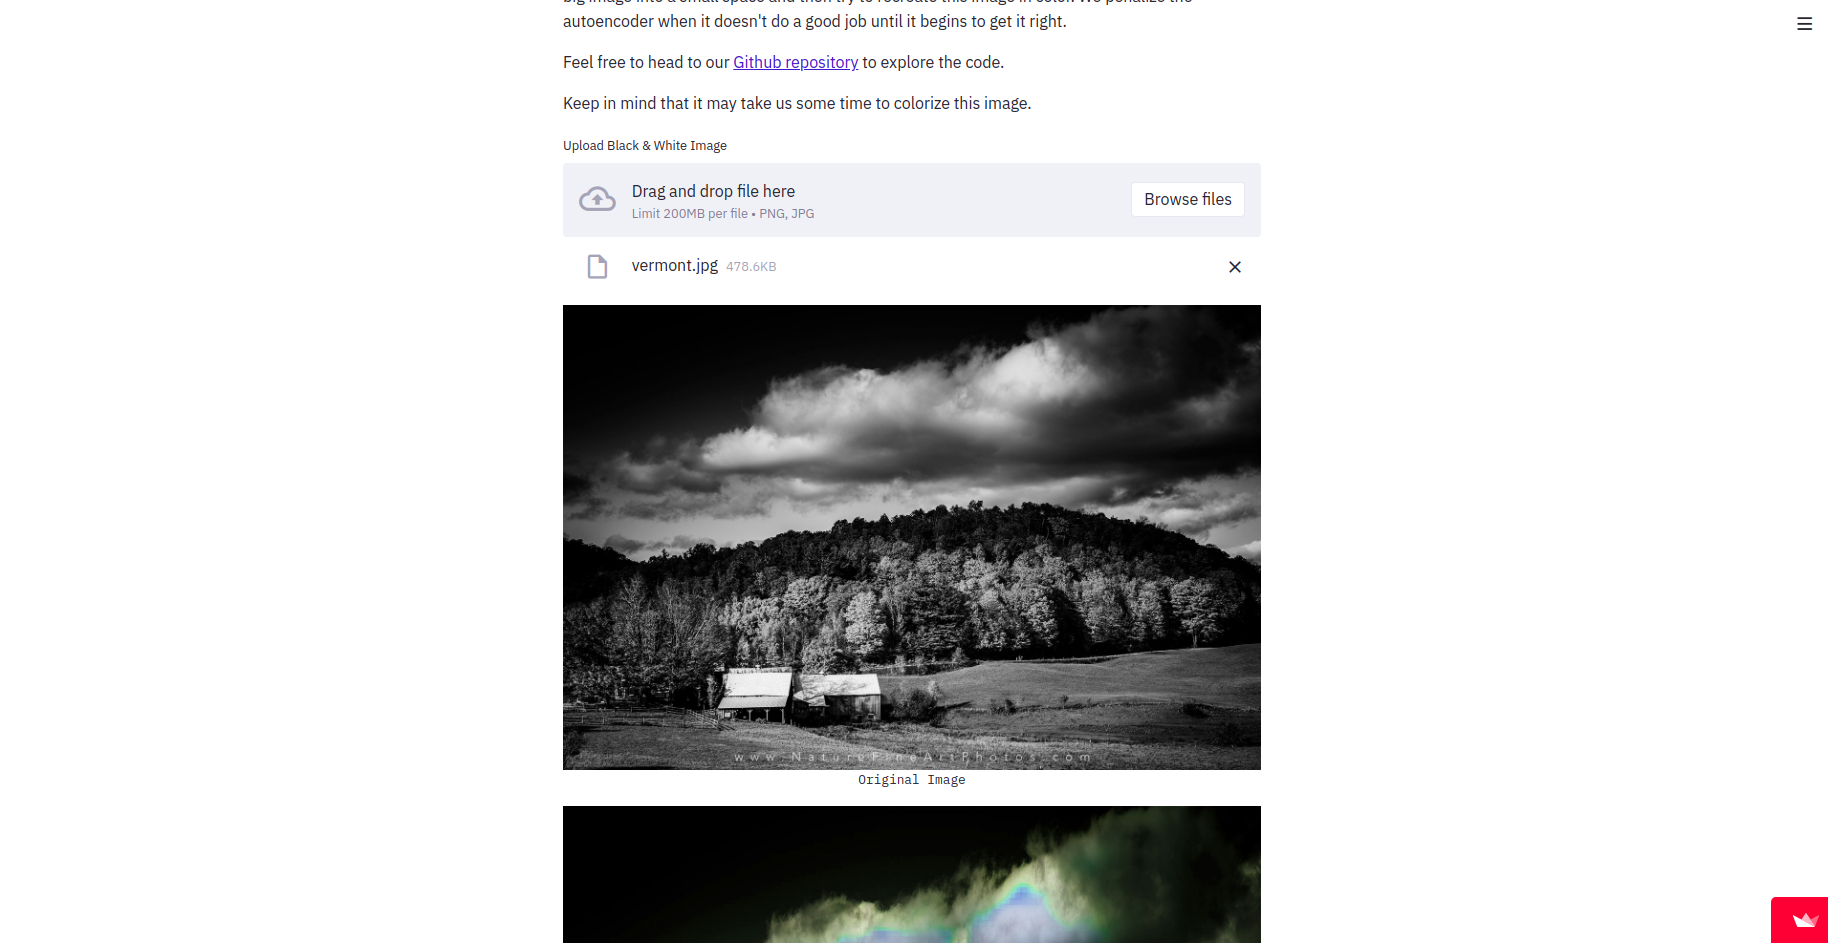 autoencoder when it doesn't do a good job until it begins to get it right.
Feel free to head to our Github repository to explore the code.
Keep in mind that it may take us some time to colorize this image.
Upload Black & White Image
Drag and drop file here
Limit 200MB per file • PNG, JPG
Browse files
vermont.jpg 478.6KB
www.NatureFineArtPhotos.com
Original Image